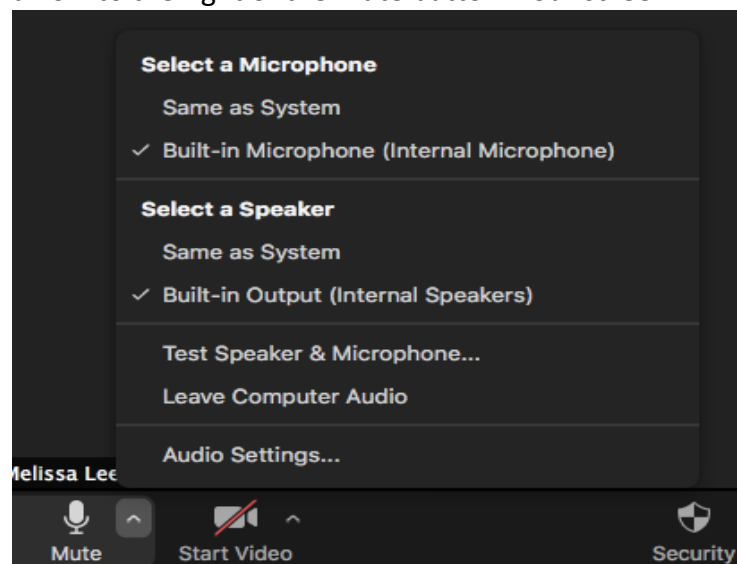 Select a Microphone
Same as System
Built-in Microphone (Internal Microphone)
Select a Speaker
Same as System
Built-in Output (Internal Speakers)
Test Speaker & Microphone...
Leave Computer Audio
Audio Settings...
Melissa Lee
Mute
Start Video
Security